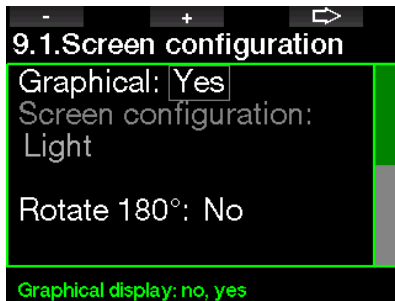 - +
9.1.Screen configuration
Graphical: Yes
Screen configuration:
Light
Rotate 180°: No
Graphical display: no, yes